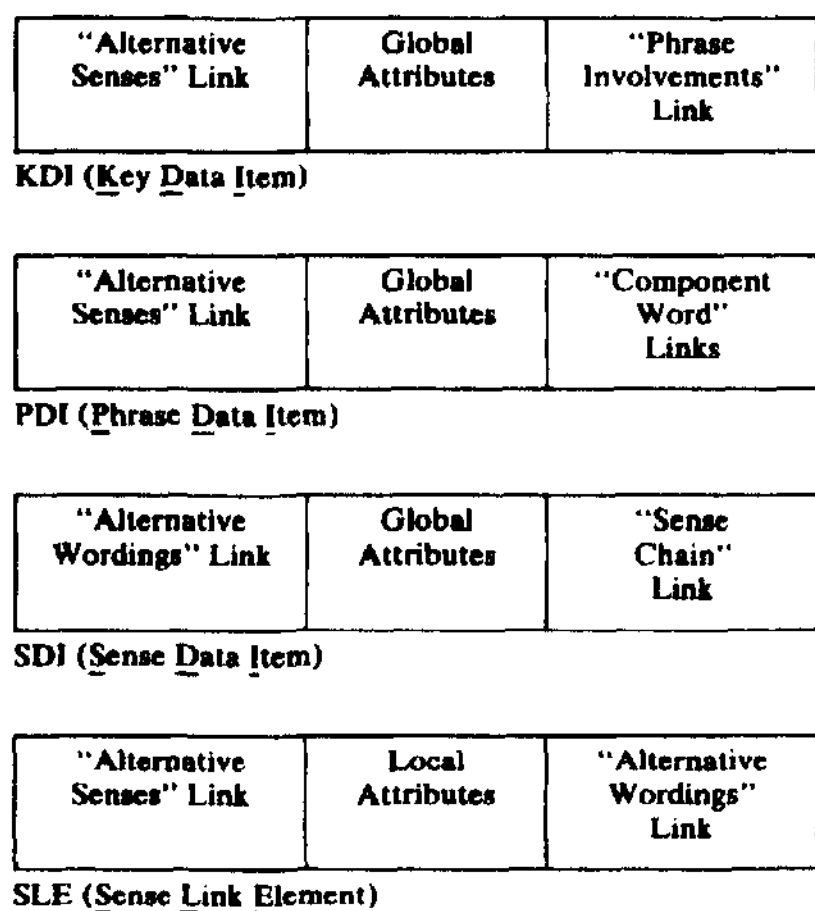 “Alternative Senses” Link
Global Attributes
“Phrase Involvements” Link
KDI (Key Data Item)
“Alternative Senses” Link
Global Attributes
“Component Word” Links
PDI (Phrase Data Item)
“Alternative Wordings” Link
Global Attributes
“Sense Chain” Link
SDI (Sense Data Item)
“Alternative Senses” Link
Local Attributes
“Alternative Wordings” Link
SLE (Sense Link Element)